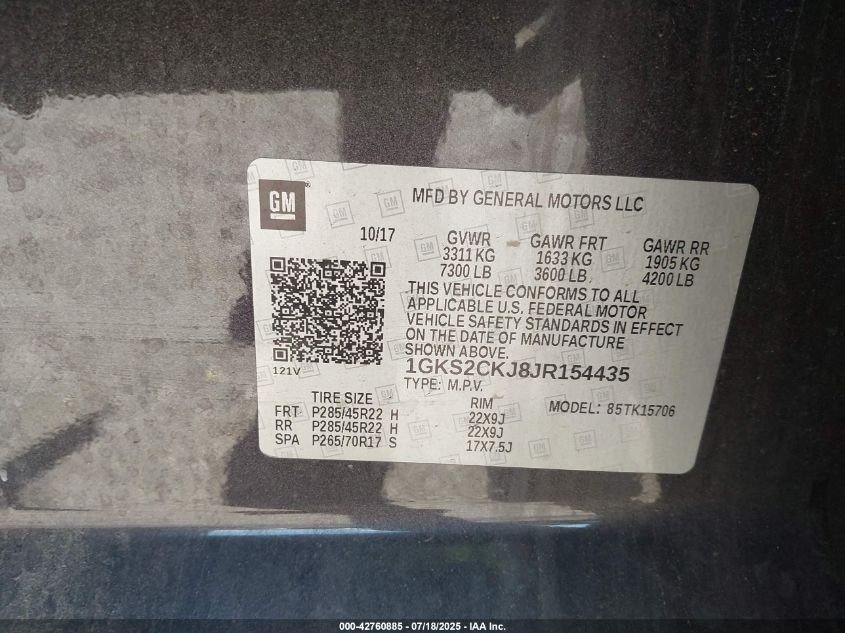 GM
MFD BY GENERAL MOTORS LLC
10/17
GVWR GAWR FRT GAWR RR
3311 KG 1633 KG 1905 KG
7300 LB 3600 LB 4200 LB
THIS VEHICLE CONFORMS TO ALL
APPLICABLE U.S. FEDERAL MOTOR
VEHICLE SAFETY STANDARDS IN EFFECT
ON THE DATE OF MANUFACTURE
SHOWN ABOVE.
121V
1GKS2CKJ8JR154435
TYPE: M.P.V.
TIRE SIZE RIM MODEL: 85TK15706
FRT P285/45R22 H 22X9J
RR P285/45R22 H 22X9J
SPA P265/70R17 S 17X7.5J
000-42760885 - 07/18/2025 - IAA Inc.